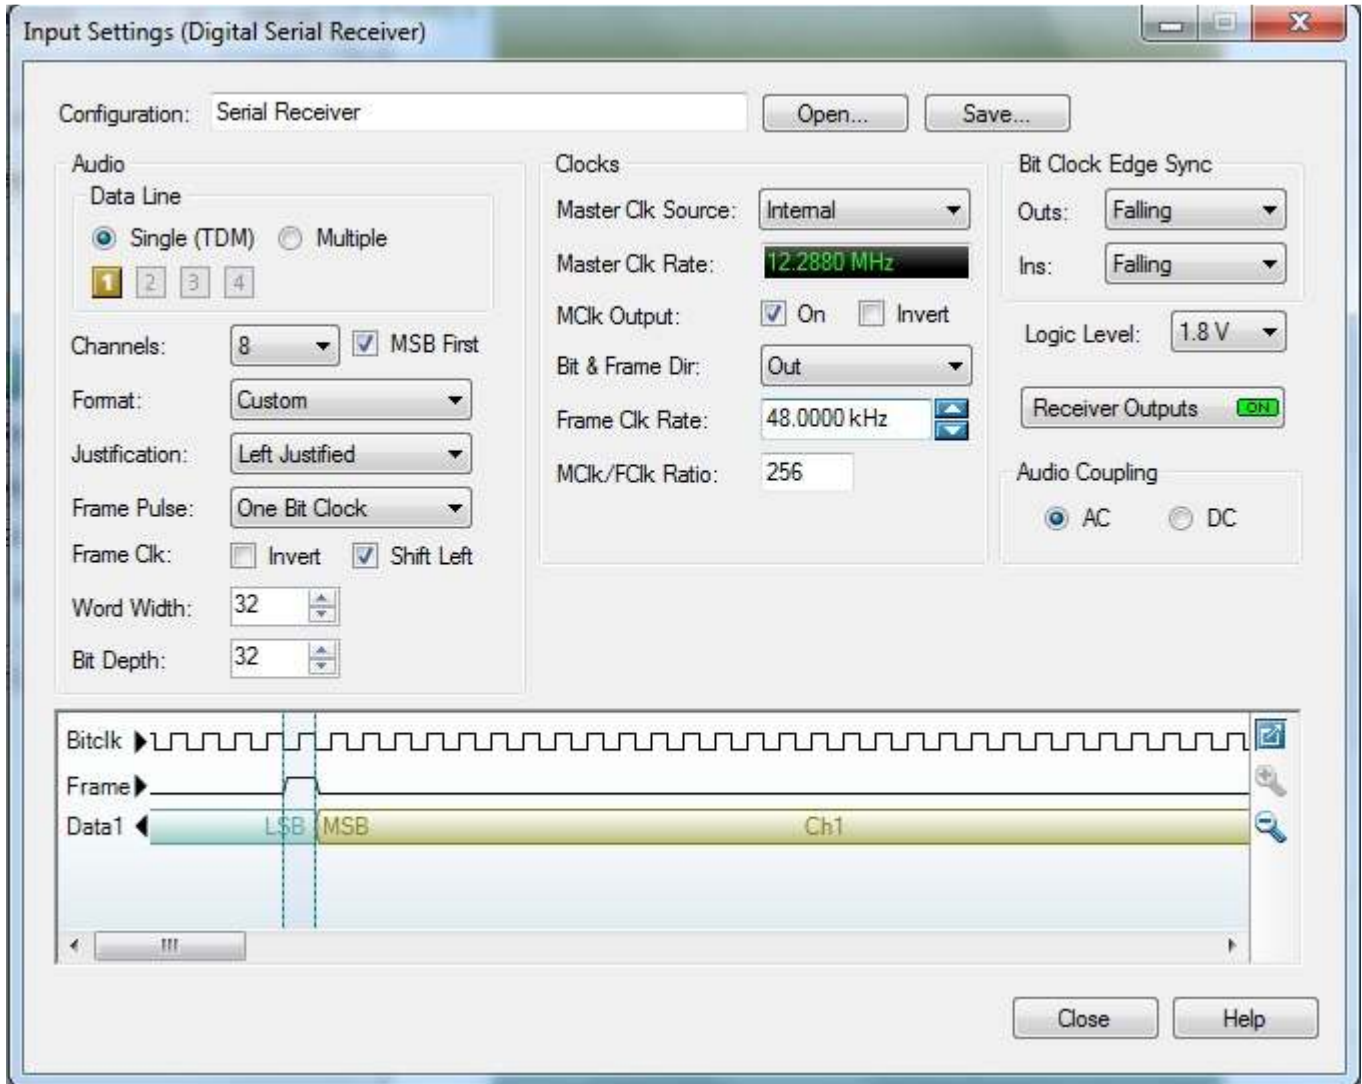 Input Settings (Digital Serial Receiver)
Configuration: Serial Receiver Open... Save...
Audio
Data Line
Single (TDM) Multiple
1 2 3 4
Channels: 8 MSB First
Format: Custom
Justification: Left Justified
Frame Pulse: One Bit Clock
Frame Clk: Invert Shift Left
Word Width: 32
Bit Depth: 32
Clocks
Master Clk Source: Internal
Master Clk Rate: 12.2880 MHz
MClk Output: On Invert
Bit & Frame Dir: Out
Frame Clk Rate: 48.0000 kHz
MClk/FClk Ratio: 256
Bit Clock Edge Sync
Outs: Falling
Ins: Falling
Logic Level: 1.8 V
Receiver Outputs ON
Audio Coupling
AC DC
Bitclk
Frame
Data1 LSB MSB Ch1
Close Help